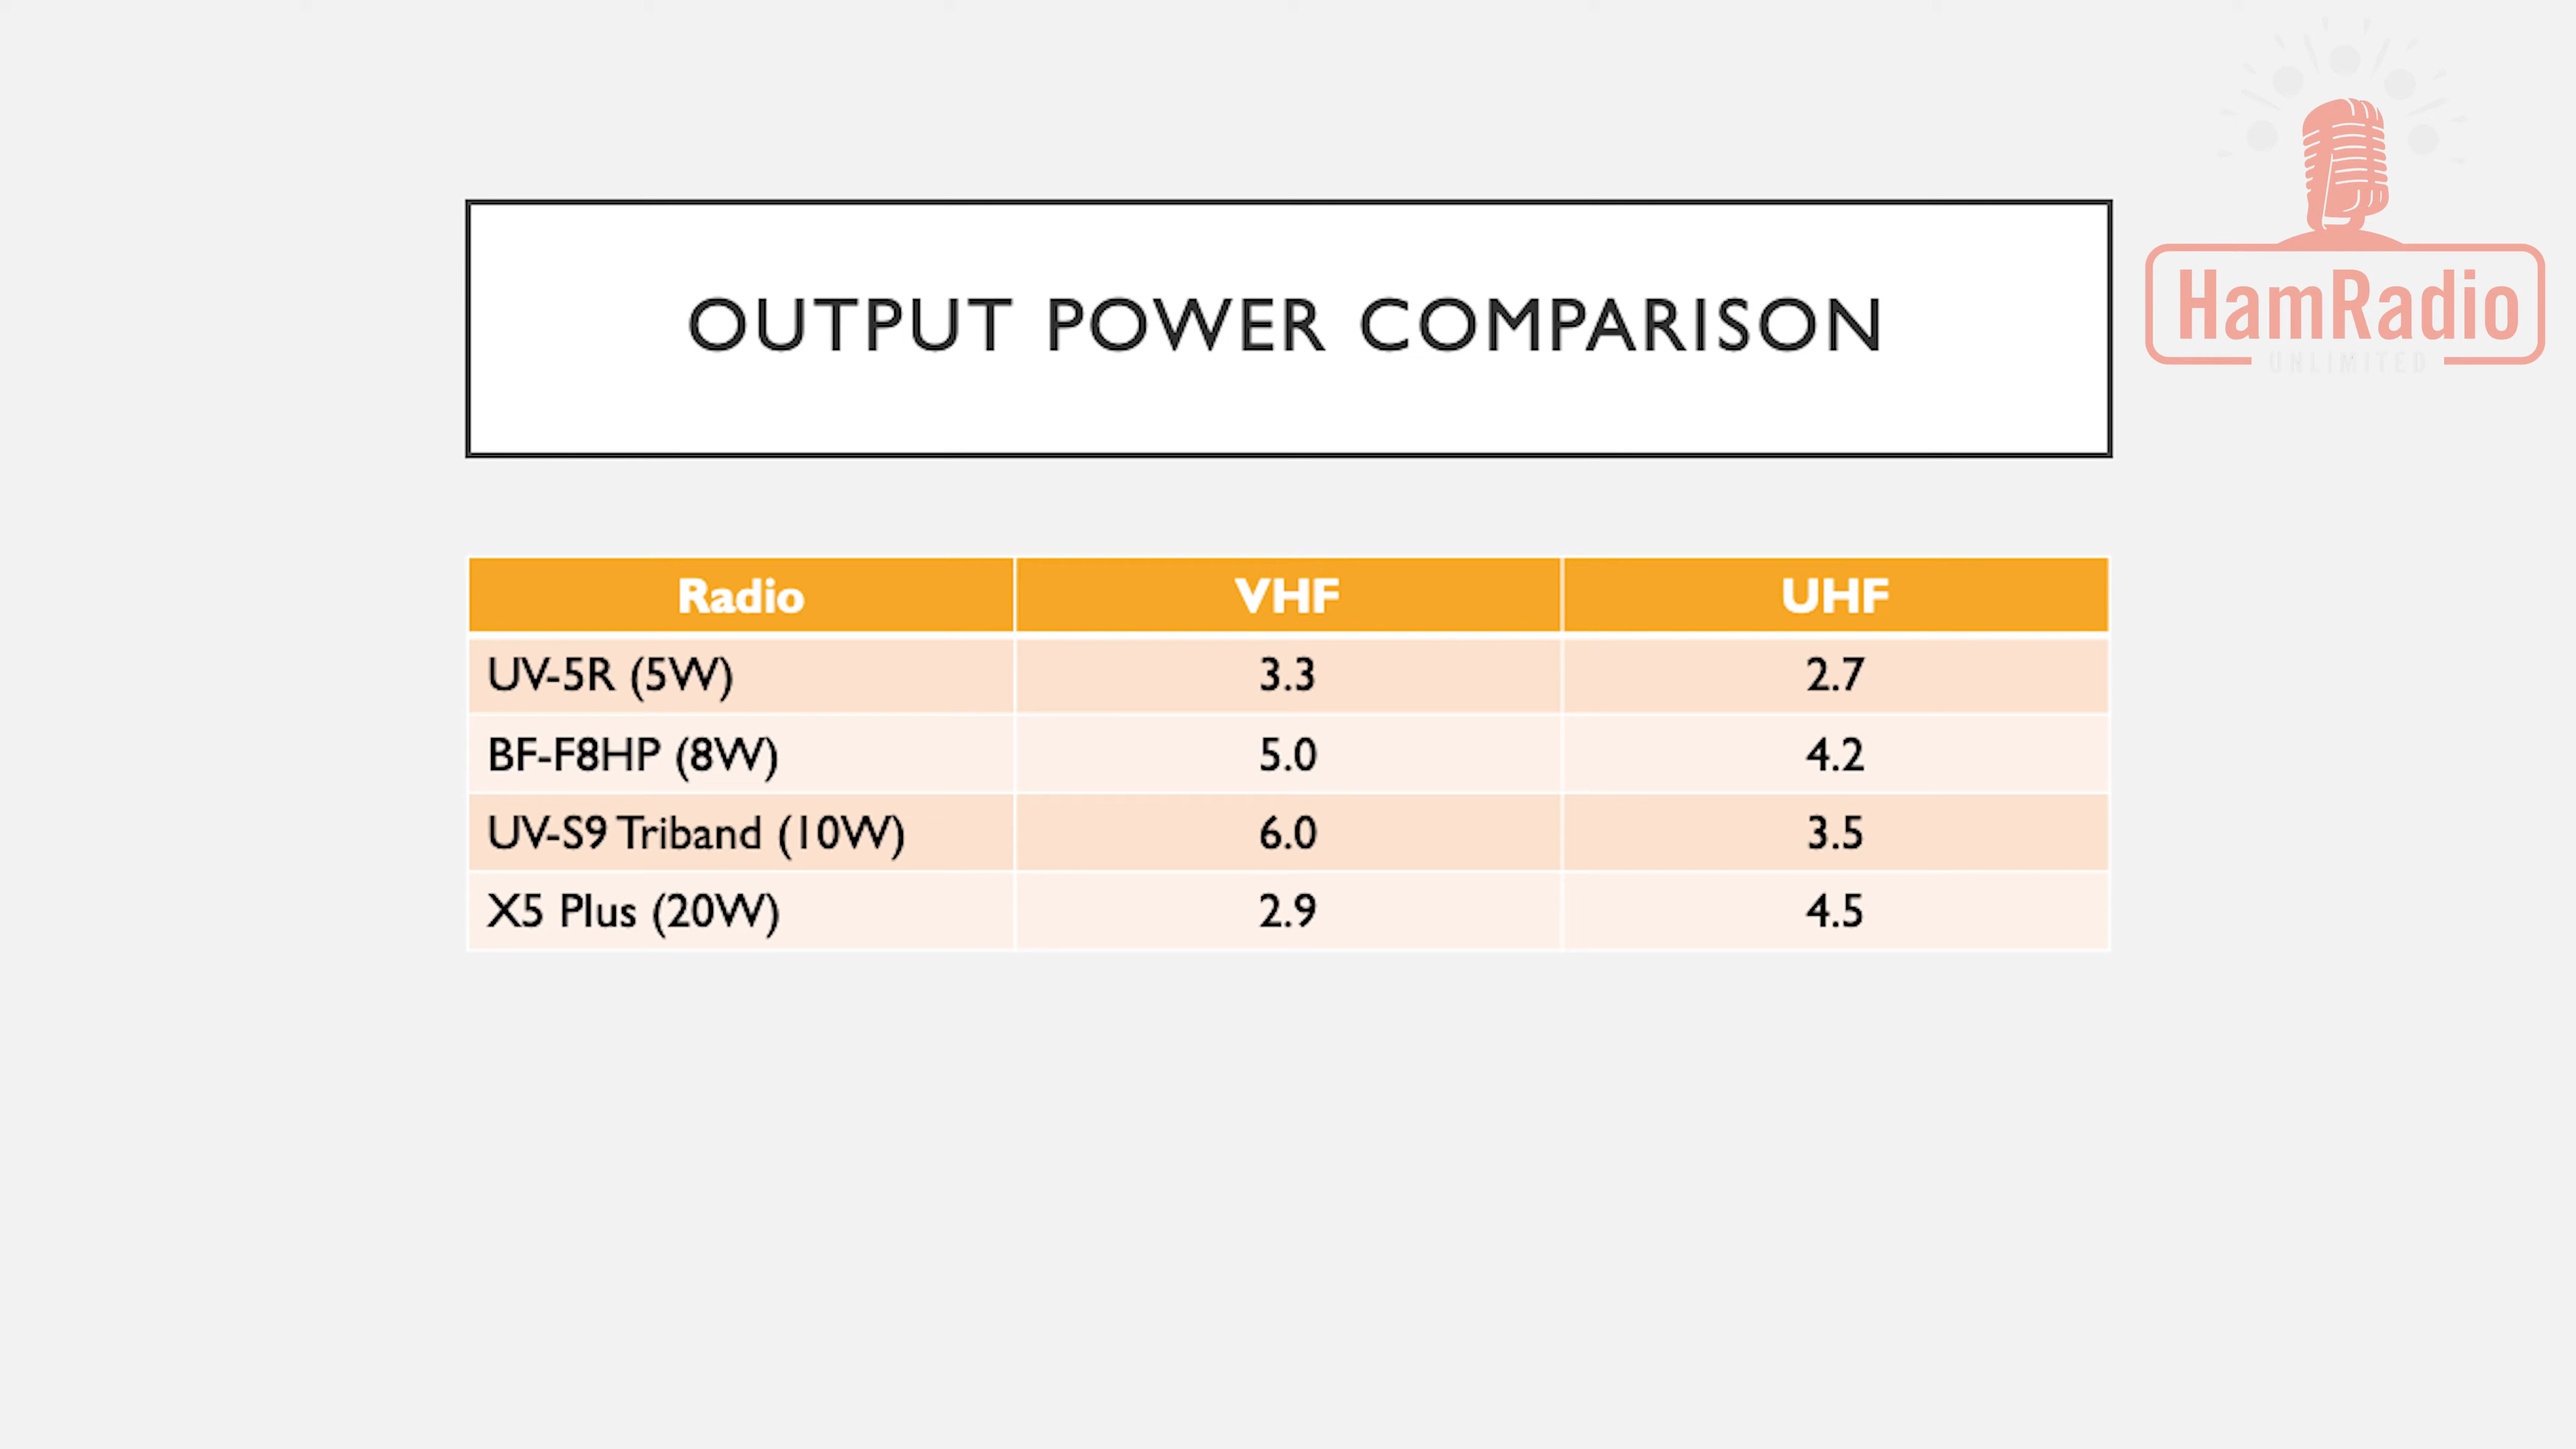 OUTPUT POWER COMPARISON
HamRadio
UNLIMITED
Radio VHF UHF
UV-5R (5W) 3.3 2.7
BF-F8HP (8W) 5.0 4.2
UV-S9 Triband (10W) 6.0 3.5
X5 Plus (20W) 2.9 4.5